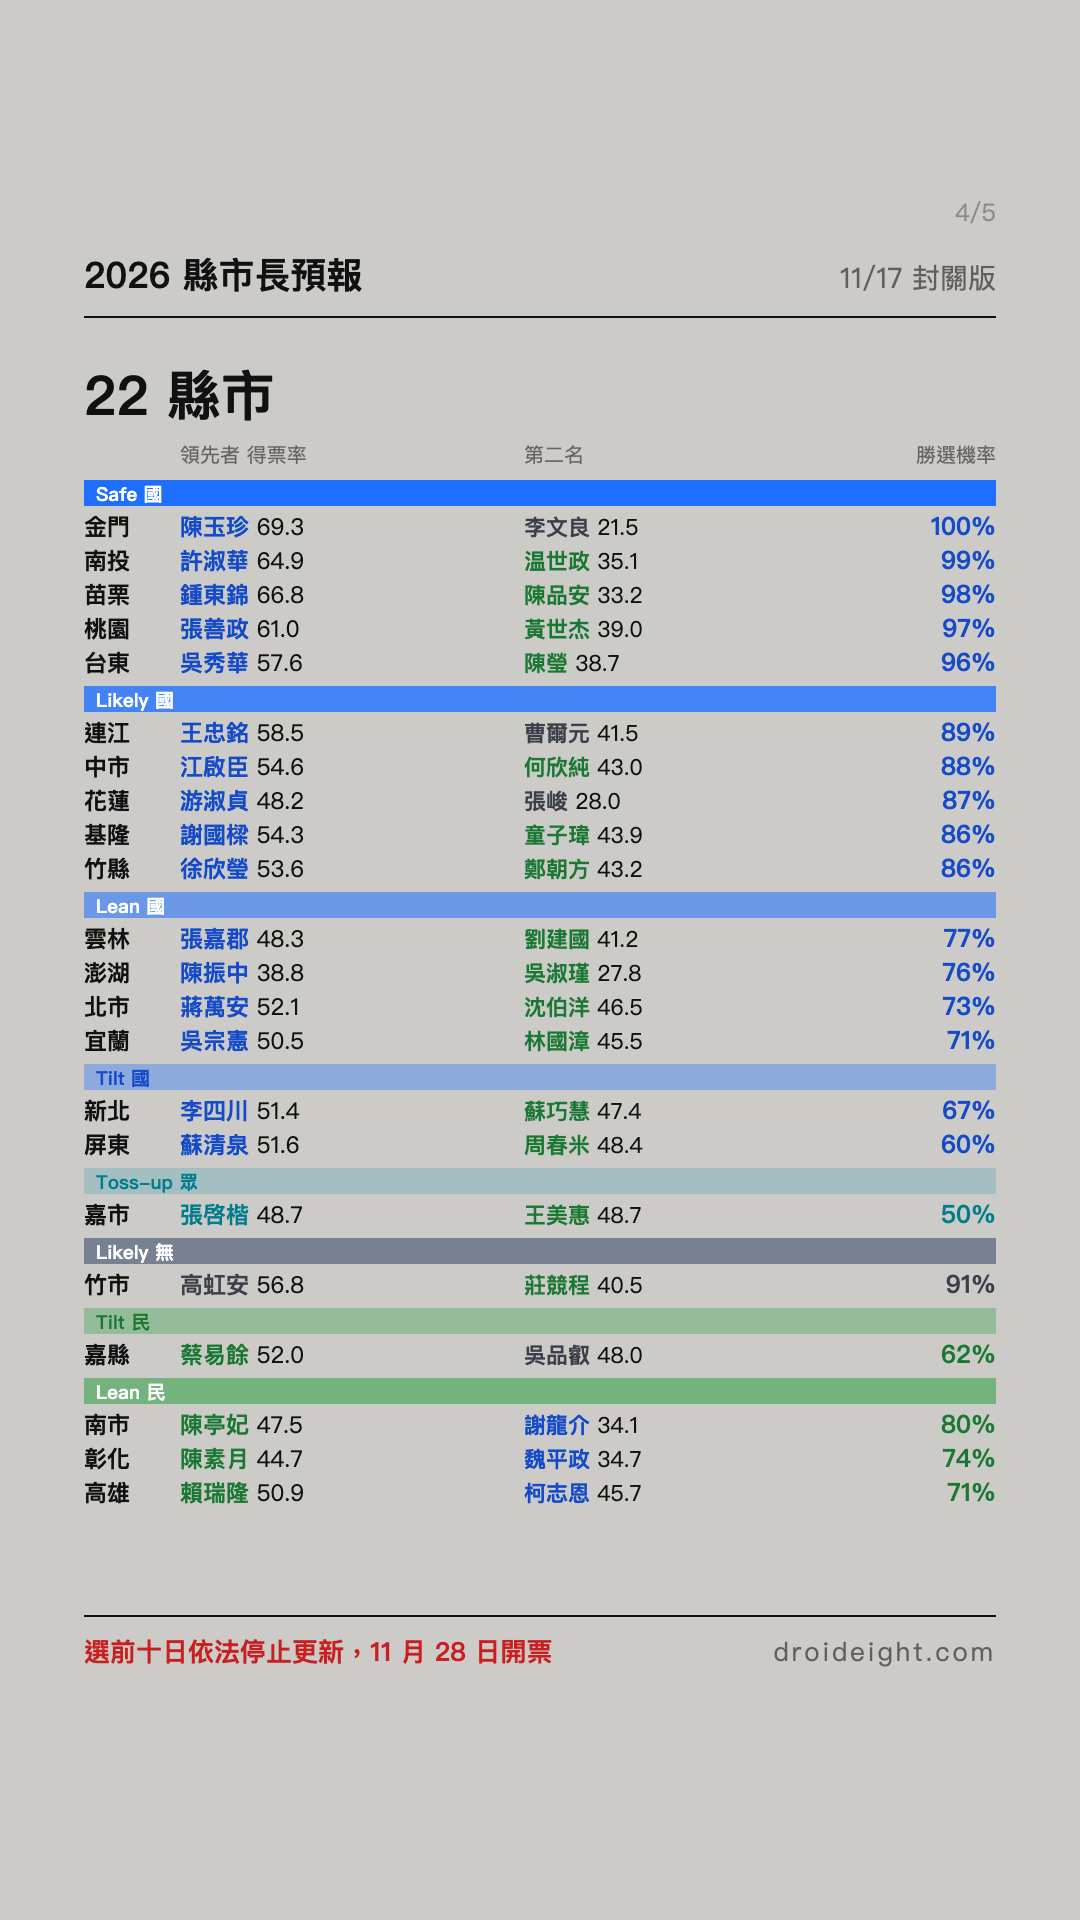 4/5
2026 縣市長預報 11/17 封關版
22 縣市
領先者 得票率 第二名 勝選機率
Safe 國
金門 陳玉珍 69.3 李文良 21.5 100%
南投 許淑華 64.9 温世政 35.1 99%
苗栗 鍾東錦 66.8 陳品安 33.2 98%
桃園 張善政 61.0 黃世杰 39.0 97%
台東 吳秀華 57.6 陳瑩 38.7 96%
Likely 國
連江 王忠銘 58.5 曹爾元 41.5 89%
中市 江啟臣 54.6 何欣純 43.0 88%
花蓮 游淑貞 48.2 張峻 28.0 87%
基隆 謝國樑 54.3 童子瑋 43.9 86%
竹縣 徐欣瑩 53.6 鄭朝方 43.2 86%
Lean 國
雲林 張嘉郡 48.3 劉建國 41.2 77%
澎湖 陳振中 38.8 吳淑瑾 27.8 76%
北市 蔣萬安 52.1 沈伯洋 46.5 73%
宜蘭 吳宗憲 50.5 林國漳 45.5 71%
Tilt 國
新北 李四川 51.4 蘇巧慧 47.4 67%
屏東 蘇清泉 51.6 周春米 48.4 60%
Toss-up 眾
嘉市 張啓楷 48.7 王美惠 48.7 50%
Likely 無
竹市 高虹安 56.8 莊競程 40.5 91%
Tilt 民
嘉縣 蔡易餘 52.0 吳品叡 48.0 62%
Lean 民
南市 陳亭妃 47.5 謝龍介 34.1 80%
彰化 陳素月 44.7 魏平政 34.7 74%
高雄 賴瑞隆 50.9 柯志恩 45.7 71%
選前十日依法停止更新，11 月 28 日開票 droideight.com